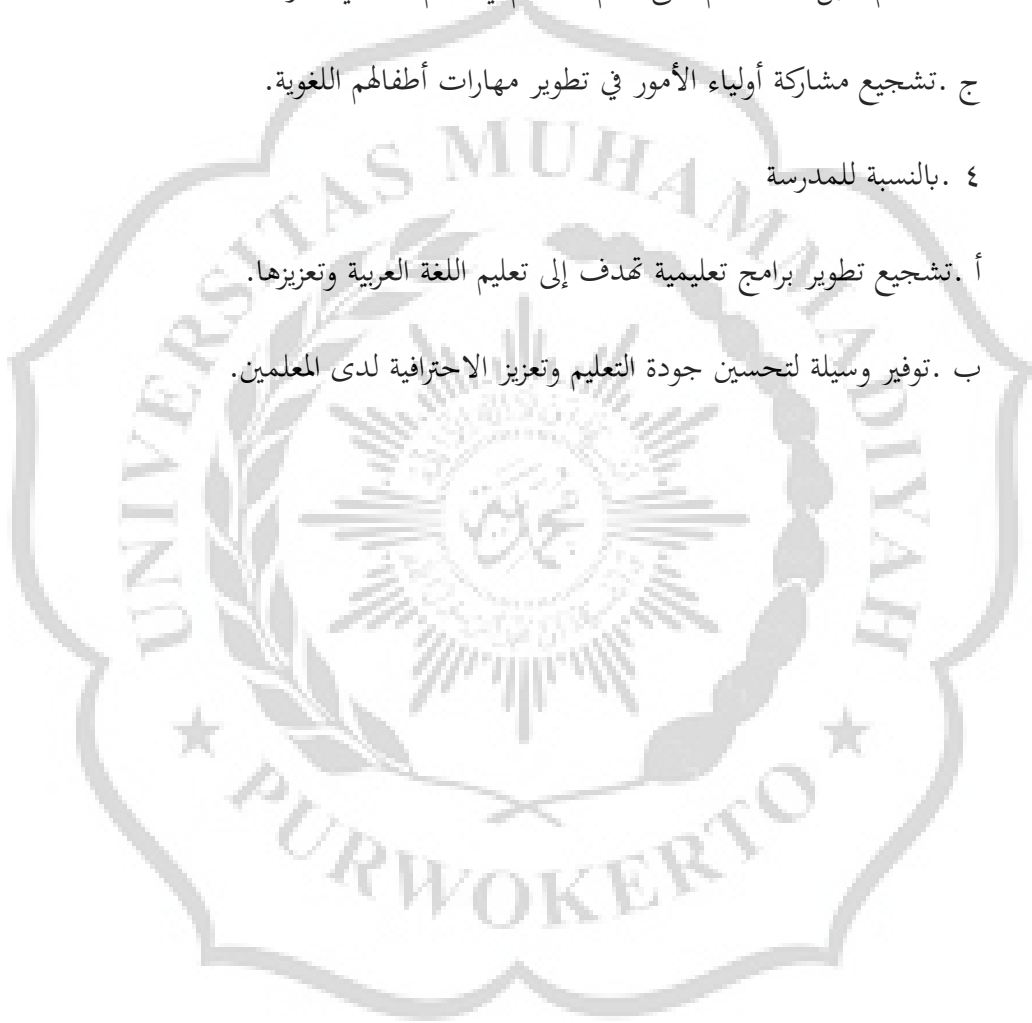 ج .تشجيع مشاركة أولياء الأمور في تطوير مهارات أطفالهم اللغوية.
٤ .بالنسبة للمدرسة
أ .تشجيع تطوير برامج تعليمية تهدف إلى تعليم اللغة العربية وتعزيزها.
ب .توفير وسيلة لتحسين جودة التعليم وتعزيز الاحترافية لدى المعلمين.
UNIVERSITAS MUHAMMADIYAH
PURWOKERTO